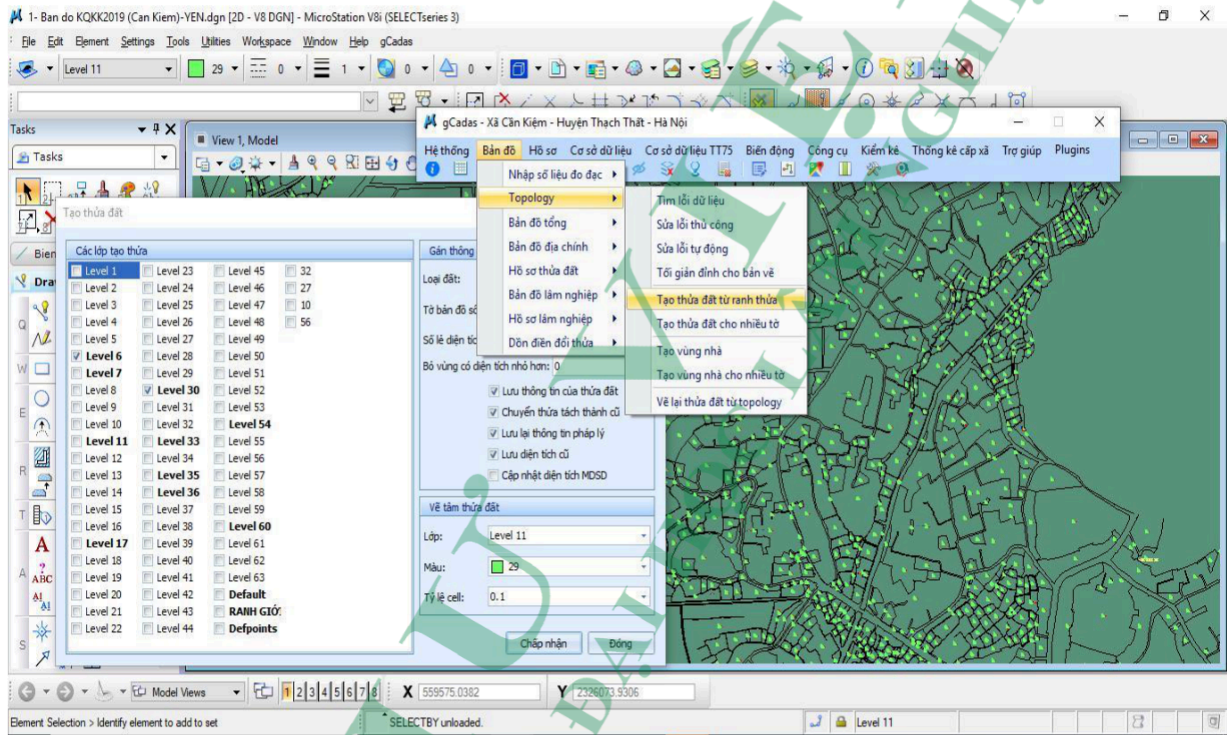 1- Ban do KQKK2019 (Can Kiem)-YEN.dgn [2D - V8 DGN] - MicroStation V8i (SELECTseries 3)
File Edit Element Settings Tools Utilities Workspace Window Help gCadas
Level 11 29 0 1 0 0
Tasks
Tasks
View 1, Model
gCadas - Xã Cần Kiệm - Huyện Thạch Thất - Hà Nội
Hệ thống Bản đồ Hồ sơ Cơ sở dữ liệu Cơ sở dữ liệu TT75 Biến động Công cụ Kiểm kê Thống kê cấp xã Trợ giúp Plugins
Nhập số liệu đo đạc
Topology
Bản đồ tổng
Bản đồ địa chính
Hồ sơ thửa đất
Bản đồ lâm nghiệp
Hồ sơ lâm nghiệp
Dồn điền đổi thửa
Tìm lỗi dữ liệu
Sửa lỗi thủ công
Sửa lỗi tự động
Tối giản đỉnh cho bản vẽ
Tạo thửa đất từ ranh thửa
Tạo thửa đất cho nhiều tờ
Tạo vùng nhà
Tạo vùng nhà cho nhiều tờ
Vẽ lại thửa đất từ topology
Tạo thửa đất
Các lớp tạo thửa
Level 1 Level 23 Level 45 32
Level 2 Level 24 Level 46 27
Level 3 Level 25 Level 47 10
Level 4 Level 26 Level 48 56
Level 5 Level 27 Level 49
Level 6 Level 28 Level 50
Level 7 Level 29 Level 51
Level 8 Level 30 Level 52
Level 9 Level 31 Level 53
Level 10 Level 32 Level 54
Level 11 Level 33 Level 55
Level 12 Level 34 Level 56
Level 13 Level 35 Level 57
Level 14 Level 36 Level 58
Level 15 Level 37 Level 59
Level 16 Level 38 Level 60
Level 17 Level 39 Level 61
Level 18 Level 40 Level 62
Level 19 Level 41 Level 63
Level 20 Level 42 Default
Level 21 Level 43 RANH GIỚ
Level 22 Level 44 Defpoints
Gán thông
Loại đất:
Tờ bản đồ số
Số lẻ diện tíc
Bỏ vùng có diện tích nhỏ hơn: 0
Lưu thông tin của thửa đất
Chuyển thửa tách thành cũ
Lưu lại thông tin pháp lý
Lưu diện tích cũ
Cập nhật diện tích MDSD
Vẽ tâm thửa đất
Lớp: Level 11
Màu: 29
Tỷ lệ cell: 0.1
Chấp nhận Đóng
Bien
Dra
Q
W
E
R
T
A
S
Model Views 1 2 3 4 5 6 7 8 X 559575.0382 Y 2326073.9306
Element Selection > Identify element to add to set SELECTBY unloaded. Level 11